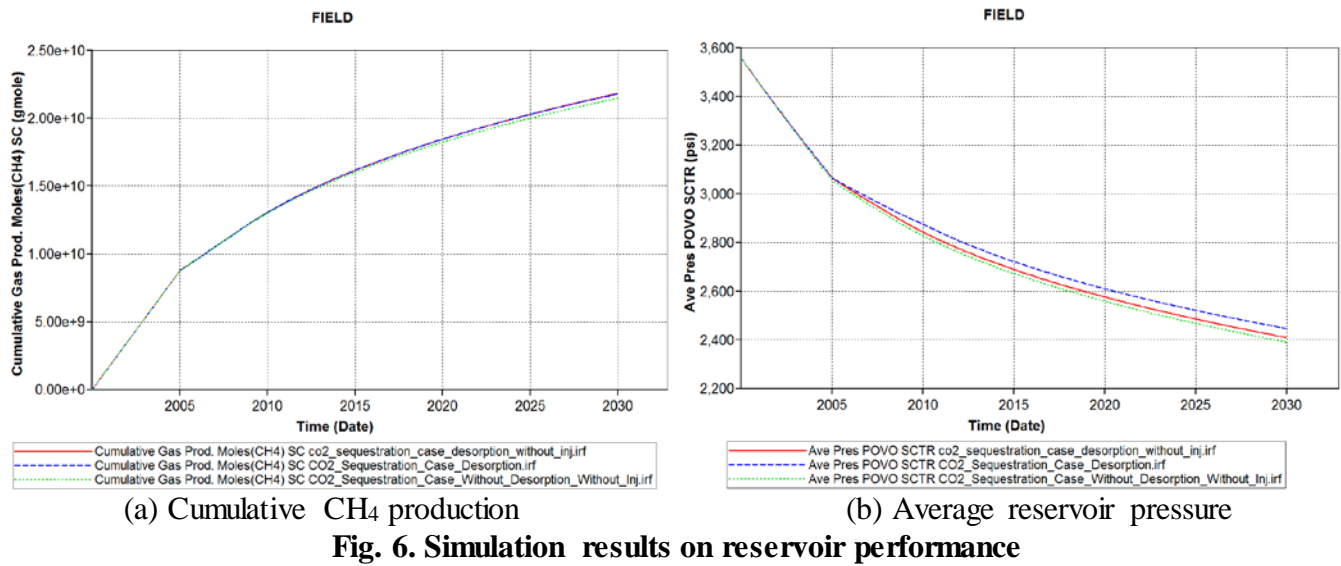 FIELD
2.50e+10
2.00e+10
1.50e+10
1.00e+10
5.00e+9
0.00e+0
Cumulative Gas Prod. Moles(CH4) SC (gmole)
2005 2010 2015 2020 2025 2030
Time (Date)
Cumulative Gas Prod. Moles(CH4) SC co2_sequestration_case_desorption_without_inj.irf
Cumulative Gas Prod. Moles(CH4) SC CO2_Sequestration_Case_Desorption.irf
Cumulative Gas Prod. Moles(CH4) SC CO2_Sequestration_Case_Without_Desorption_Without_Inj.irf
(a) Cumulative CH₄ production
FIELD
3,600
3,400
3,200
3,000
2,800
2,600
2,400
2,200
Ave Pres POVO SCTR (psi)
2005 2010 2015 2020 2025 2030
Time (Date)
Ave Pres POVO SCTR co2_sequestration_case_desorption_without_inj.irf
Ave Pres POVO SCTR CO2_Sequestration_Case_Desorption.irf
Ave Pres POVO SCTR CO2_Sequestration_Case_Without_Desorption_Without_Inj.irf
(b) Average reservoir pressure
Fig. 6. Simulation results on reservoir performance